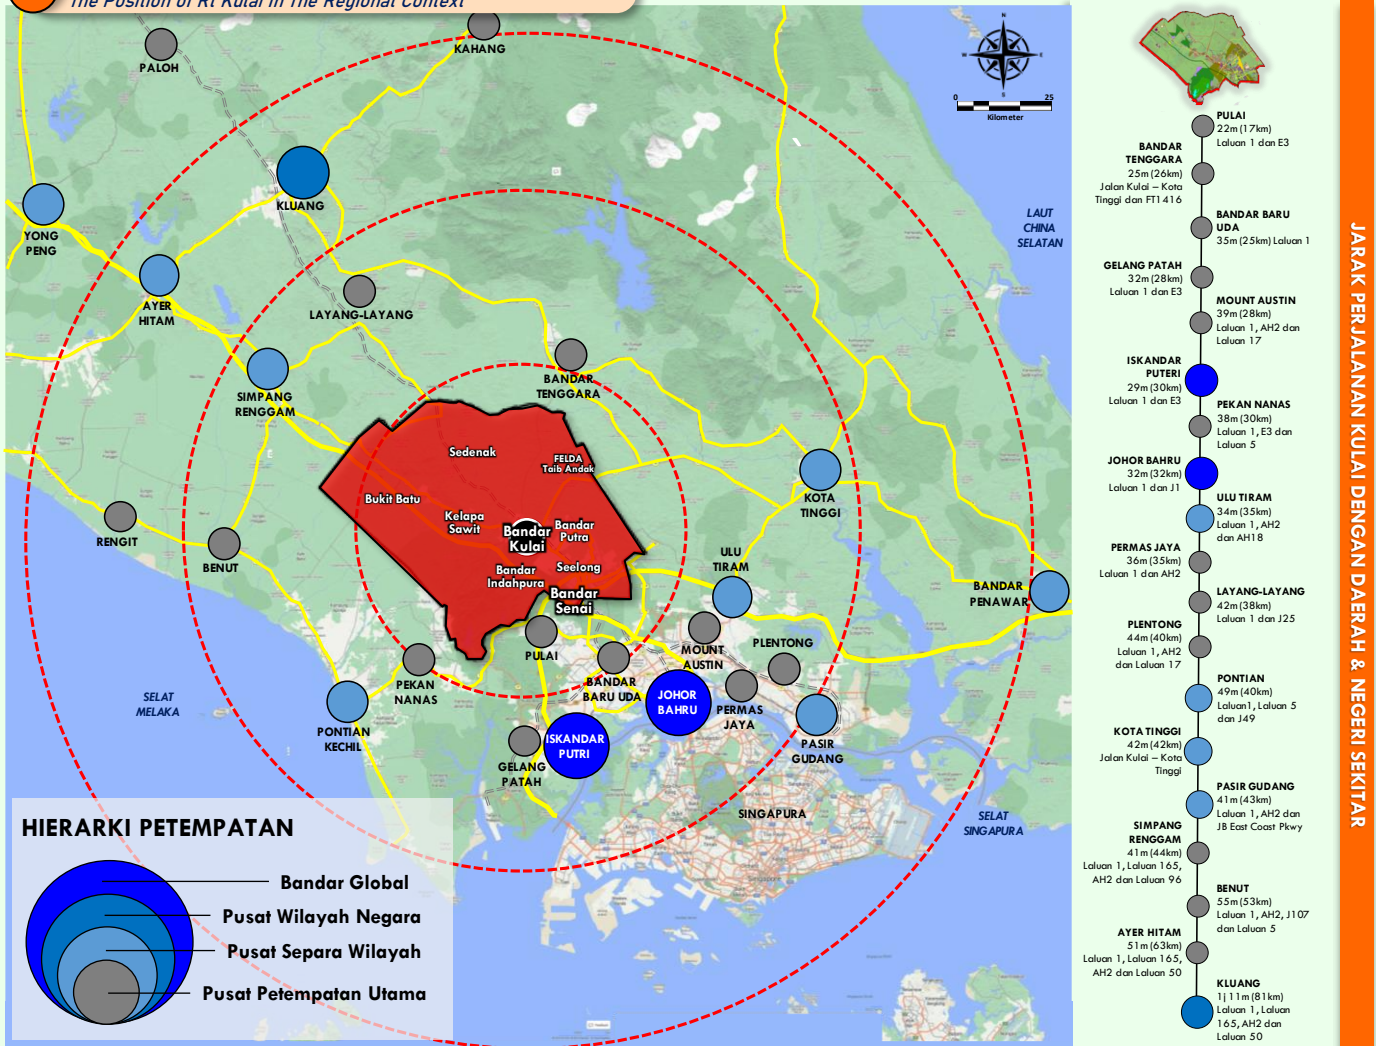 The Position of RT Kulai in The Regional Context
PALOH
KAHANG
N
W
E
S
0
25
Kilometer
KLUANG
YONG
PENG
LAUT
CHINA
SELATAN
AYER
HITAM
LAYANG-LAYANG
SIMPANG
RENGGAM
BANDAR
TENGGARA
Sedenak
FELDA
Taib Andak
Bukit Batu
Kelapa
Sawit
Bandar
Kulai
Bandar
Putra
Bandar
Indahpura
Seelong
Bandar
Senai
KOTA
TINGGI
RENGIT
BENUT
ULU
TIRAM
BANDAR
PENAWAR
PULAI
MOUNT
AUSTIN
PLENTONG
PEKAN
NANAS
BANDAR
BARU UDA
JOHOR
BAHRU
PERMAS
JAYA
SELAT
MELAKA
PONTIAN
KECHIL
ISKANDAR
PUTRI
PASIR
GUDANG
GELANG
PATAH
SINGAPURA
SELAT
SINGAPURA
HIERARKI PETEMPATAN
Bandar Global
Pusat Wilayah Negara
Pusat Separa Wilayah
Pusat Petempatan Utama
PULAI
22m (17km)
Laluan 1 dan E3
BANDAR
TENGGARA
25m (26km)
Jalan Kulai – Kota
Tinggi dan FT1416
BANDAR BARU
UDA
35m (25km) Laluan 1
GELANG PATAH
32m (28km)
Laluan 1 dan E3
MOUNT AUSTIN
39m (28km)
Laluan 1, AH2 dan
Laluan 17
ISKANDAR
PUTERI
29m (30km)
Laluan 1 dan E3
PEKAN NANAS
38m (30km)
Laluan 1, E3 dan
Laluan 5
JOHOR BAHRU
32m (32km)
Laluan 1 dan J1
ULU TIRAM
34m (35km)
Laluan 1, AH2
dan AH18
PERMAS JAYA
36m (35km)
Laluan 1 dan AH2
LAYANG-LAYANG
42m (38km)
Laluan 1 dan J25
PLENTONG
44m (40km)
Laluan 1, AH2
dan Laluan 17
PONTIAN
49m (40km)
Laluan1, Laluan 5
dan J49
KOTA TINGGI
42m (42km)
Jalan Kulai – Kota
Tinggi
PASIR GUDANG
41m (43km)
Laluan 1, AH2 dan
JB East Coast Pkwy
SIMPANG
RENGGAM
41m (44km)
Laluan 1, Laluan 165,
AH2 dan Laluan 96
BENUT
55m (53km)
Laluan 1, AH2, J107
dan Laluan 5
AYER HITAM
51m (63km)
Laluan 1, Laluan 165,
AH2 dan Laluan 50
KLUANG
1j 11m (81km)
Laluan 1, Laluan
165, AH2 dan
Laluan 50
JARAK PERJALANAN KULAI DENGAN DAERAH & NEGERI SEKITAR